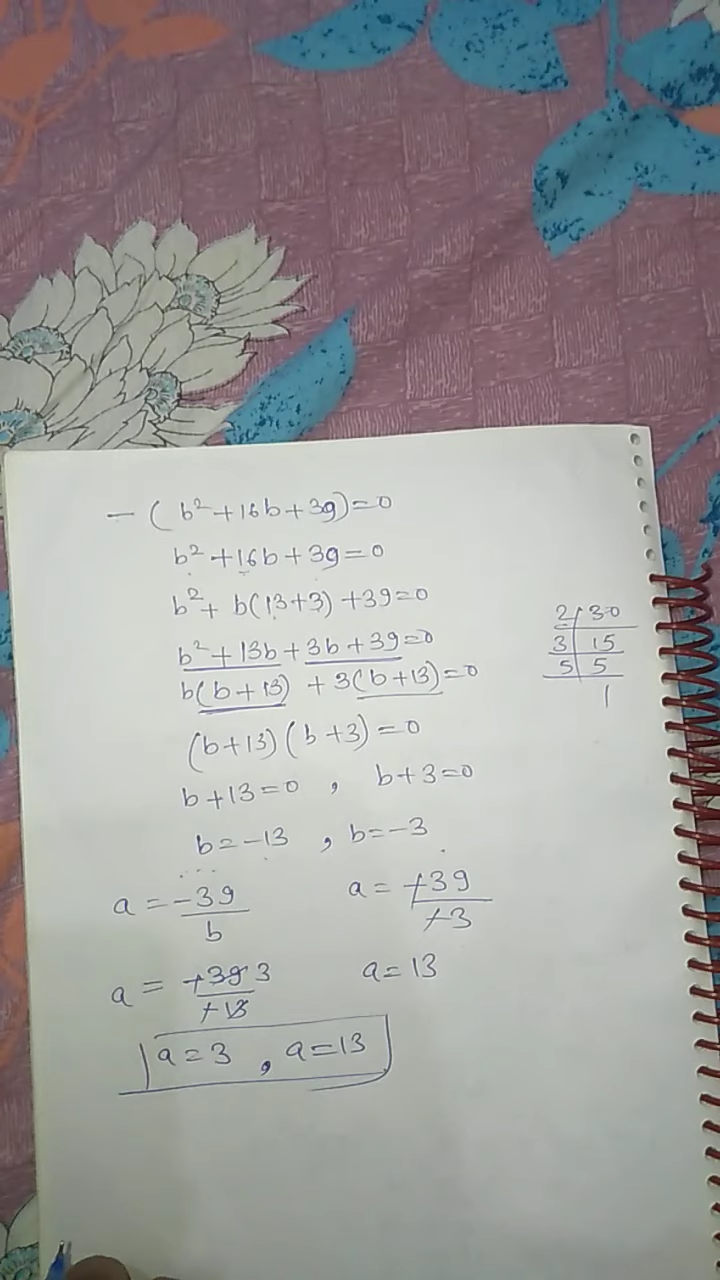 - (b²+16b+39)=0
b²+16b+39=0
b²+ b(13+3)+39=0
b²+13b+3b+39=0
b(b+13) + 3(b+13)=0
(b+13)(b+3)=0
b+13=0 , b+3=0
b=-13 , b=-3
a = -39/b a = -39/-3
a = -39 3/-13 a=13
a=3 , a=13
2 30
3 15
5 5
1